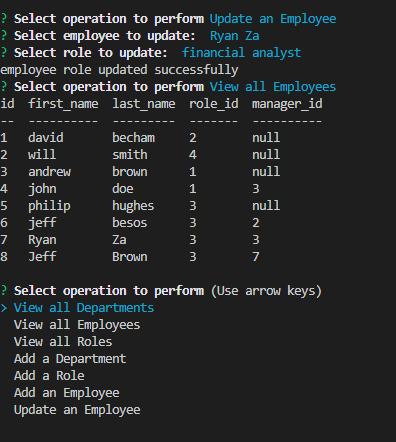 ? Select operation to perform Update an Employee
? Select employee to update:  Ryan Za
? Select role to update:  financial analyst
employee role updated successfully
? Select operation to perform View all Employees
id  first_name  last_name  role_id  manager_id
--  ----------  ---------  -------  ----------
1   david       becham     2        null
2   will        smith      4        null
3   andrew      brown      1        null
4   john        doe        1        3
5   philip      hughes     3        null
6   jeff        besos      3        2
7   Ryan        Za         3        3
8   Jeff        Brown      3        7
? Select operation to perform (Use arrow keys)
> View all Departments
  View all Employees
  View all Roles
  Add a Department
  Add a Role
  Add an Employee
  Update an Employee